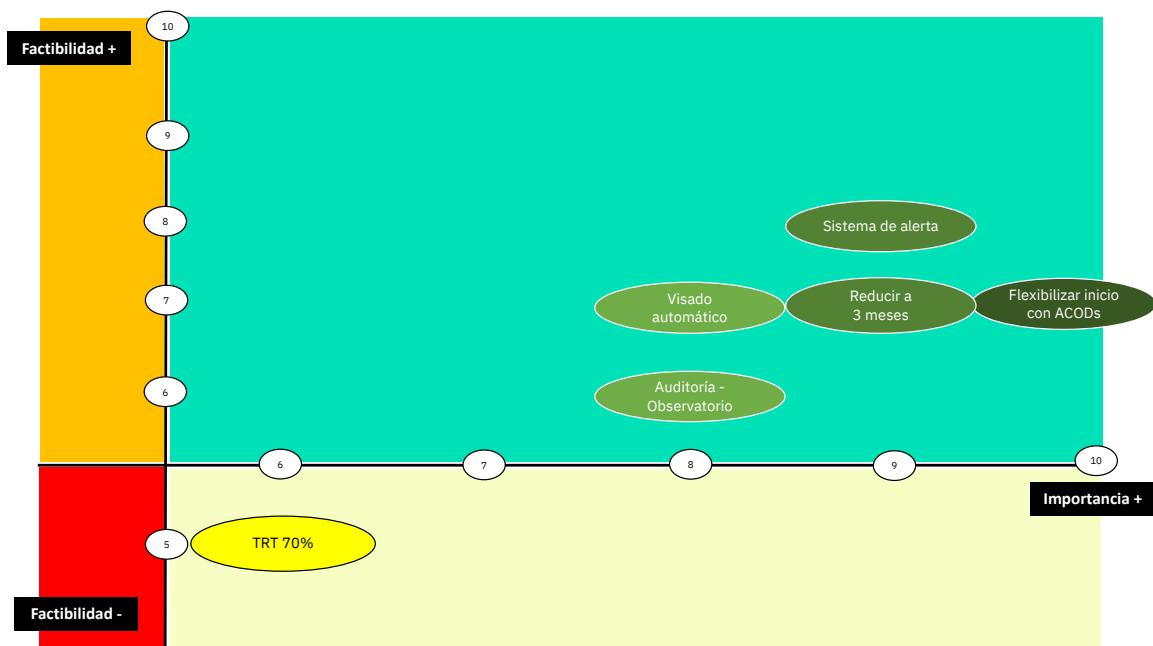 10
Factibilidad +
9
8
Sistema de alerta
7
Visado
automático
Reducir a
3 meses
Flexibilizar inicio
con ACODs
6
Auditoría -
Observatorio
6
7
8
9
10
Importancia +
5
TRT 70%
Factibilidad -